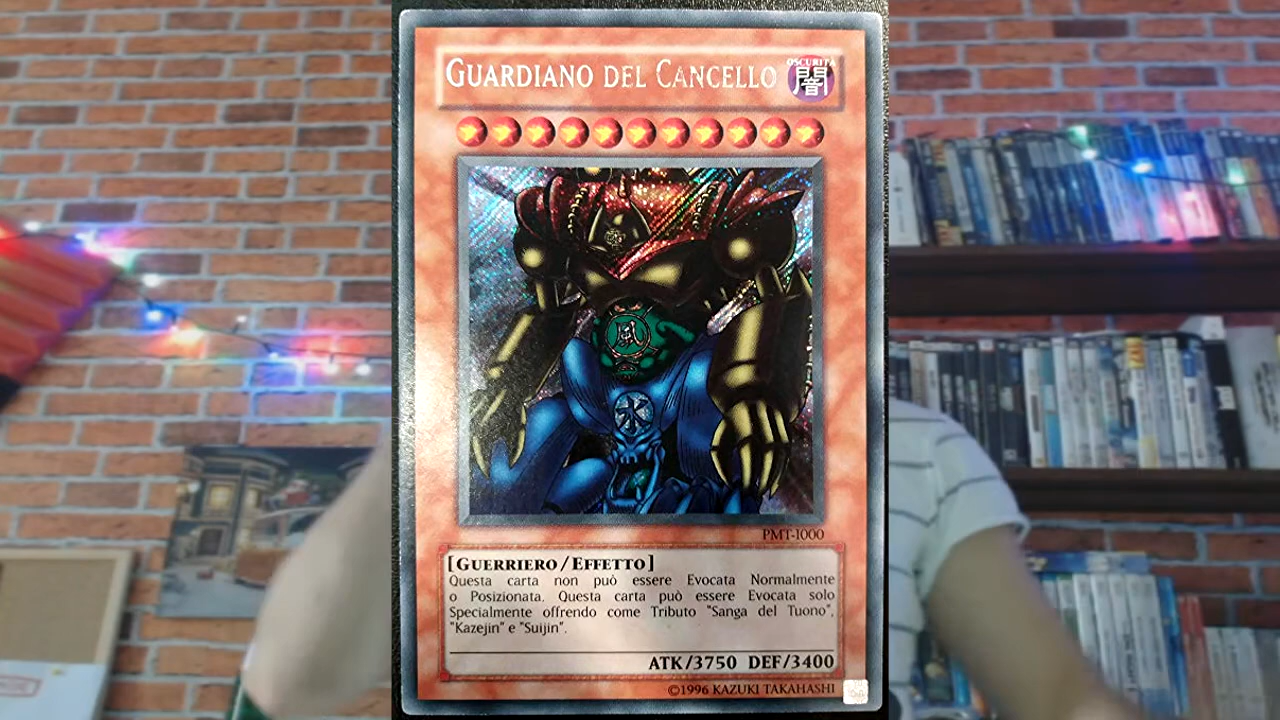 GUARDIANO DEL CANCELLO
OSCURITÀ
闇
風
水
PMT-I000
[GUERRIERO/EFFETTO]
Questa carta non può essere Evocata Normalmente
o Posizionata. Questa carta può essere Evocata solo
Specialmente offrendo come Tributo "Sanga del Tuono",
"Kazejin" e "Suijin".
ATK/3750 DEF/3400
©1996 KAZUKI TAKAHASHI